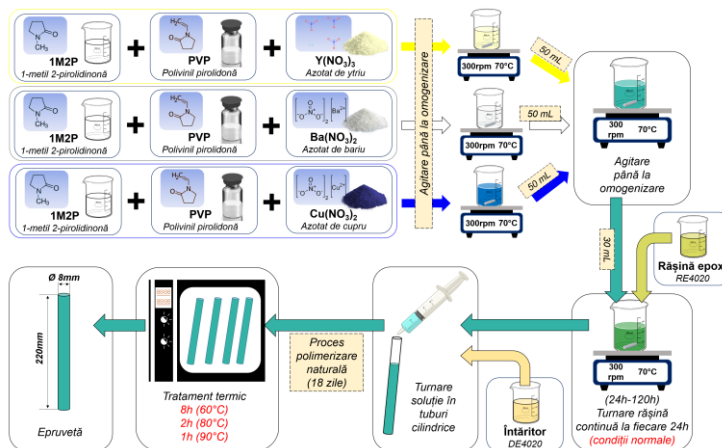 1M2P
1-metil 2-pirolidinonă
PVP
Polivinil pirolidonă
Y(NO₃)₃
Azotat de ytriu
1M2P
1-metil 2-pirolidinonă
PVP
Polivinil pirolidonă
Ba(NO₃)₂
Azotat de bariu
1M2P
1-metil 2-pirolidinonă
PVP
Polivinil pirolidonă
Cu(NO₃)₂
Azotat de cupru
Agitare până la omogenizare
300rpm 70°C
300rpm 70°C
300rpm 70°C
50 mL
50 mL
50 mL
300 rpm
70°C
Agitare
până la
omogenizare
30 mL
Rășină epox
RE4020
300
rpm
70°C
(24h-120h)
Turnare rășina
continuă la fiecare 24h
(condiții normale)
Întăritor
DE4020
Turnare
soluție în
tuburi
cilindrice
Proces
polimerizare
naturală
(18 zile)
Tratament termic
8h (60°C)
2h (80°C)
1h (90°C)
Ø 8mm
220mm
Epruvetă